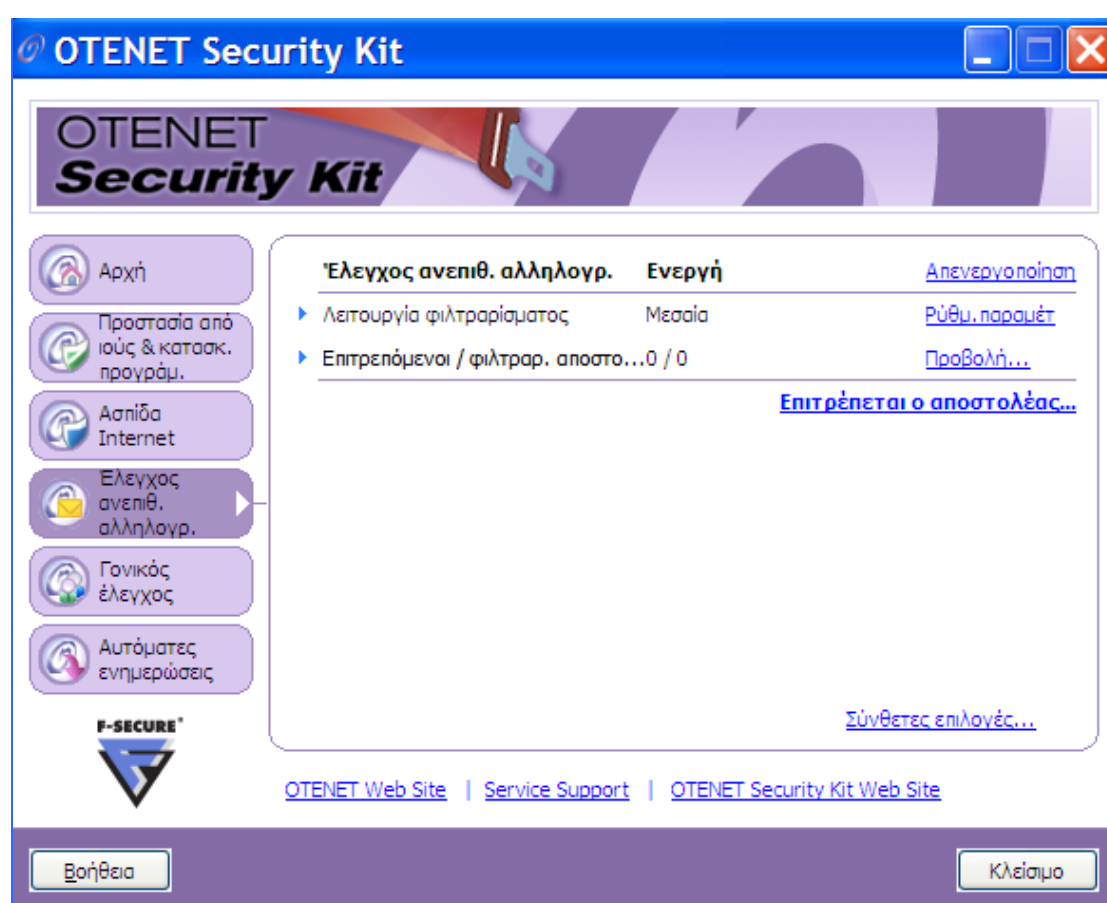 OTENET Security Kit
OTENET
Security Kit
Αρχή
Προστασία από
ιούς & κατασκ.
προγράμ.
Ασπίδα
Internet
Έλεγχος
ανεπιθ.
αλληλογρ.
Γονικός
έλεγχος
Αυτόματες
ενημερώσεις
F-SECURE®
Έλεγχος ανεπιθ. αλληλογρ. Ενεργή Απενεργοποίηση
Λειτουργία φιλτραρίσματος Μεσαία Ρύθμ.παραμέτ
Επιτρεπόμενοι / φιλτραρ. αποστο...0 / 0 Προβολή...
Επιτρέπεται ο αποστολέας...
Σύνθετες επιλογές...
OTENET Web Site | Service Support | OTENET Security Kit Web Site
Βοήθεια Κλείσιμο